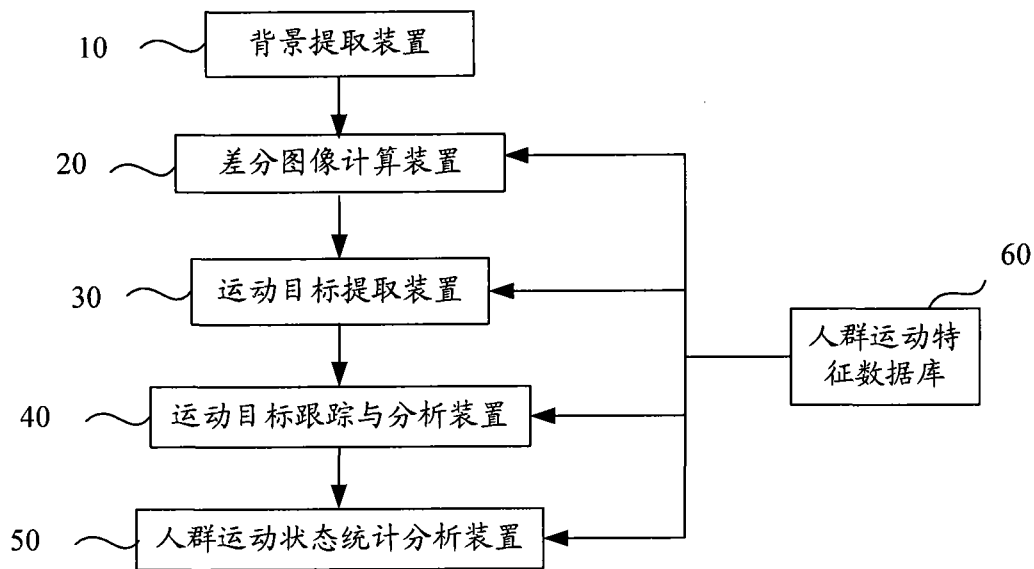 10
背景提取装置
20
差分图像计算装置
30
运动目标提取装置
60
人群运动特
征数据库
40
运动目标跟踪与分析装置
50
人群运动状态统计分析装置